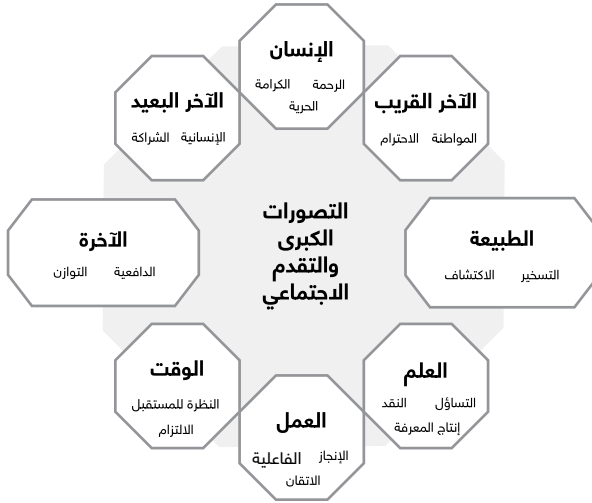 الإنسان
الرحمة الكرامة
الحرية
الآخر القريب
المواطنة الاحترام
الآخر البعيد
الإنسانية الشراكة
التصورات
الكبرى
والتقدم
الاجتماعي
الطبيعة
التسخير الاكتشاف
الآخرة
الدافعية التوازن
العلم
التساؤل النقد
إنتاج المعرفة
الوقت
النظرة للمستقبل
الالتزام
العمل
الإنجاز الفاعلية
الاتقان